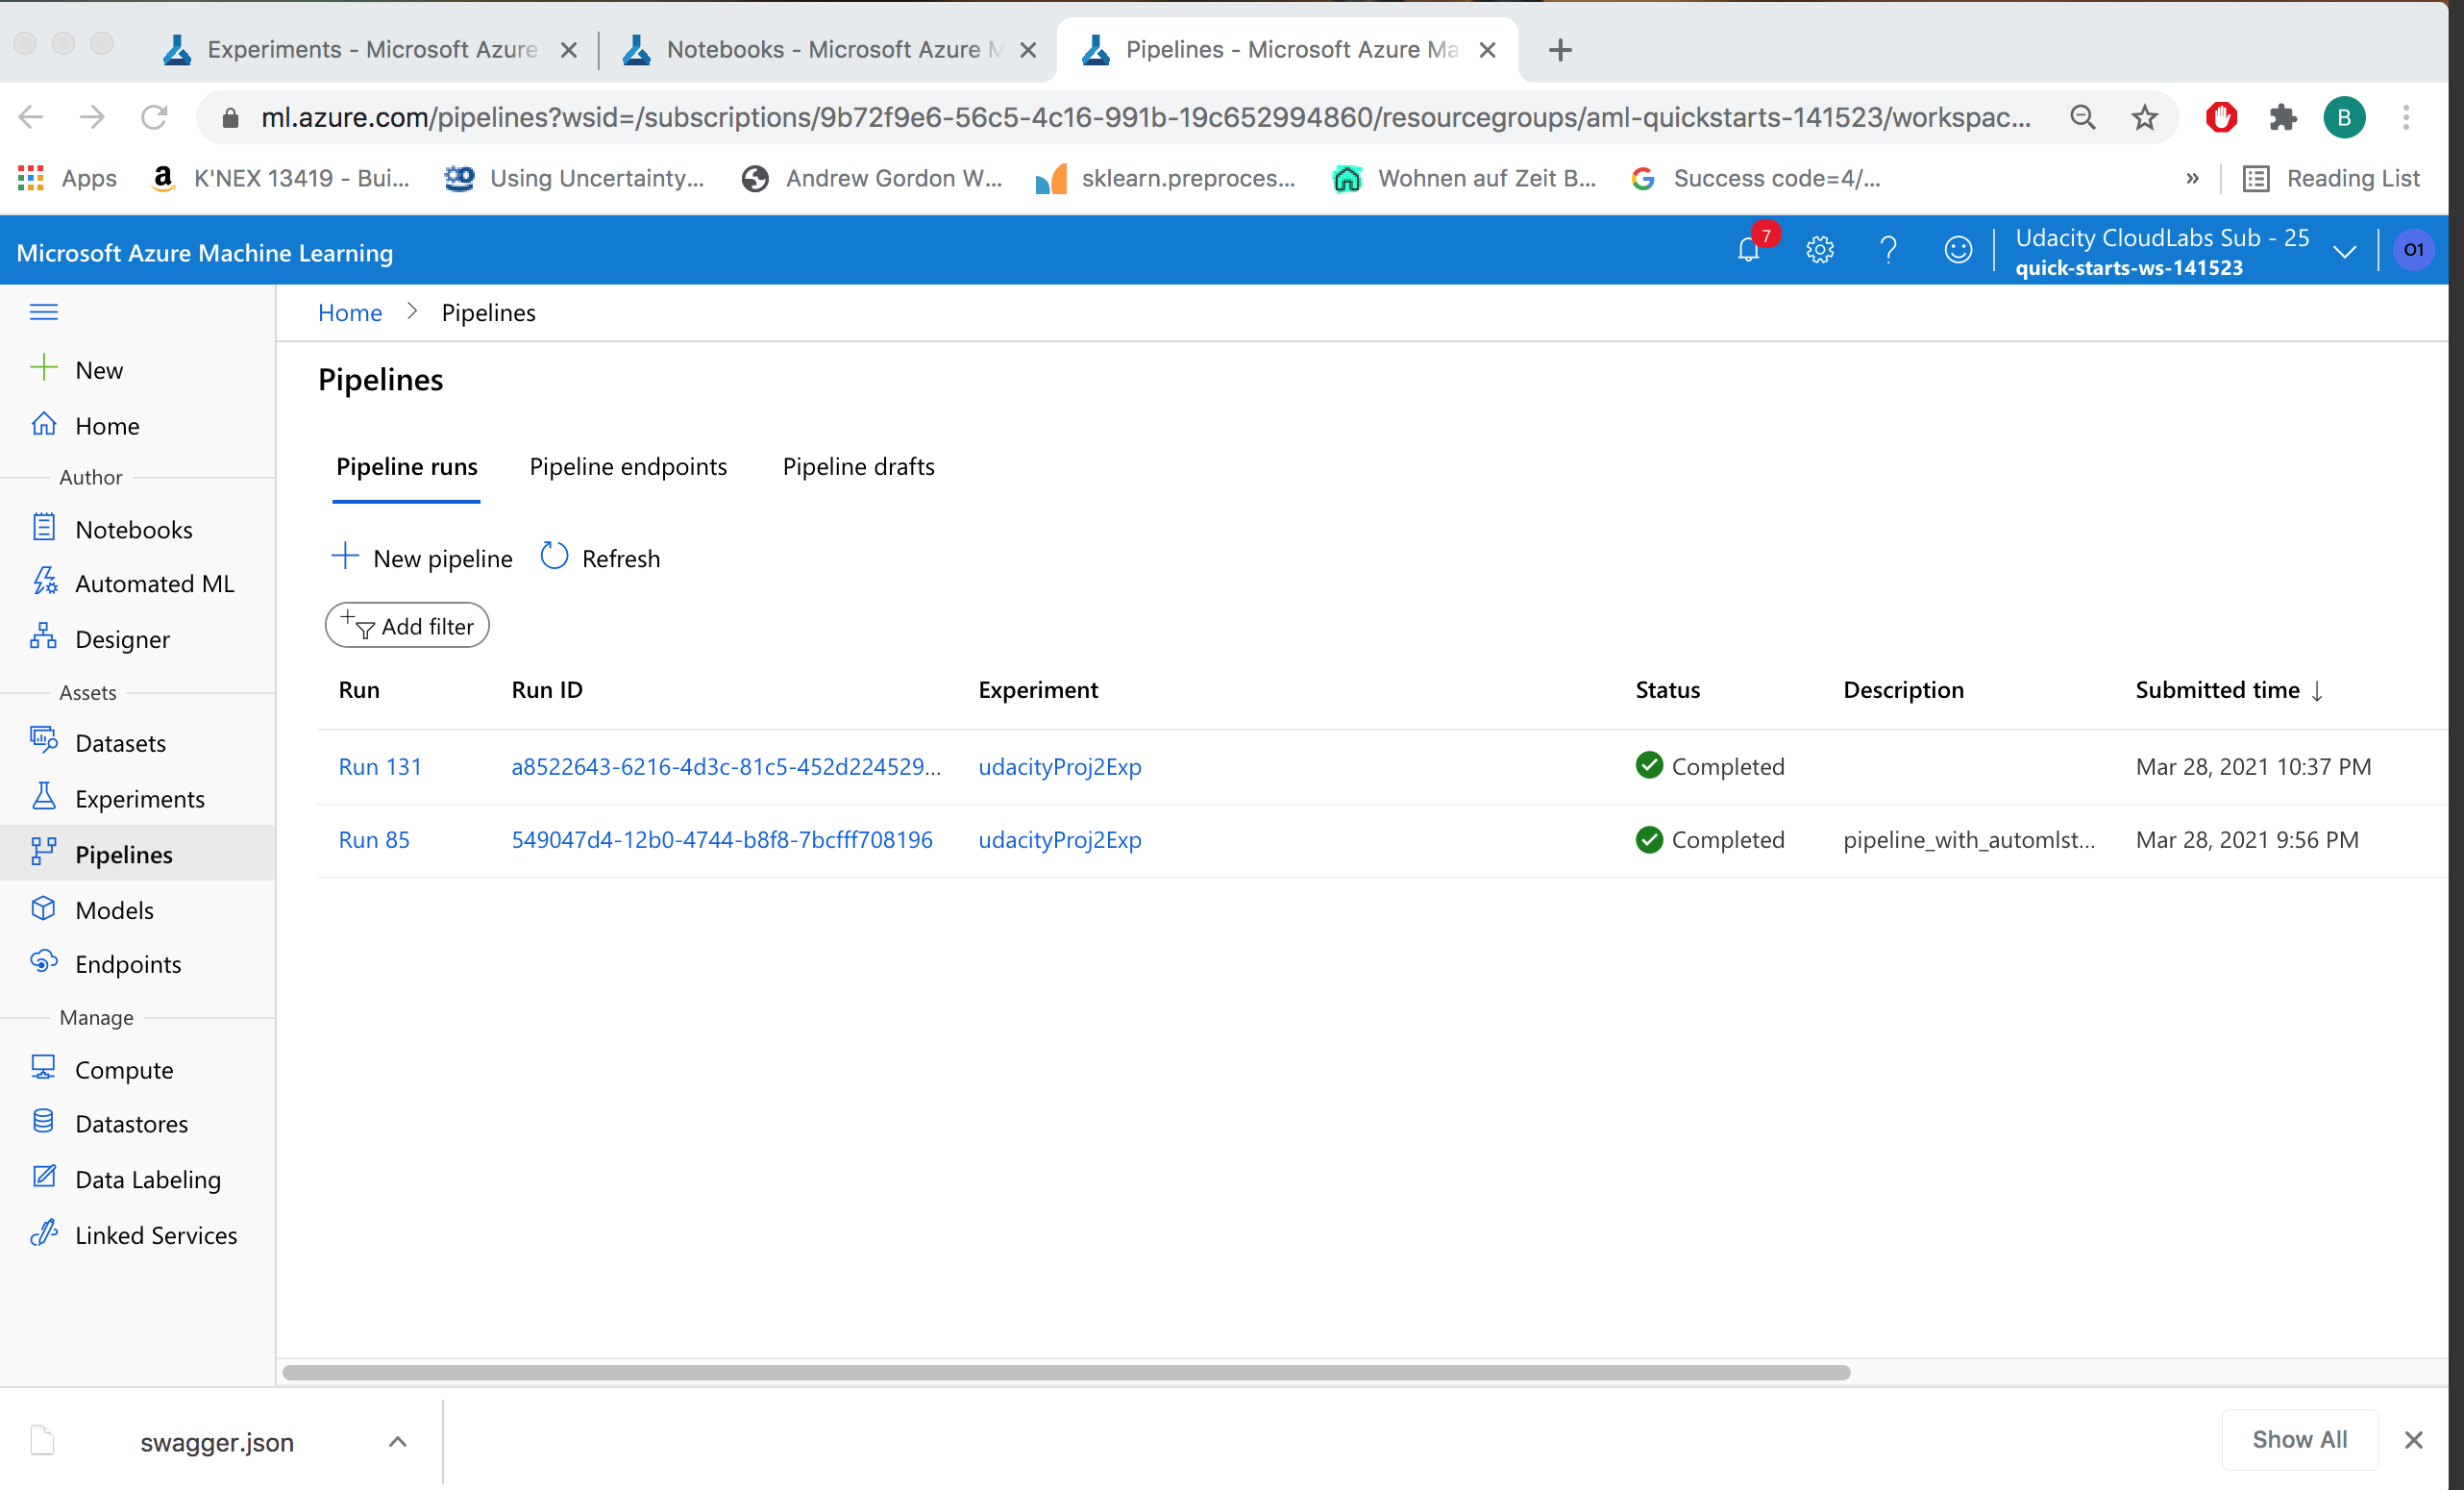 Experiments - Microsoft Azure
Notebooks - Microsoft Azure M
Pipelines - Microsoft Azure Ma
ml.azure.com/pipelines?wsid=/subscriptions/9b72f9e6-56c5-4c16-991b-19c652994860/resourcegroups/aml-quickstarts-141523/workspac...
B
Apps
K'NEX 13419 - Bui...
Using Uncertainty...
Andrew Gordon W...
sklearn.preproces...
Wohnen auf Zeit B...
Success code=4/...
»
Reading List
Microsoft Azure Machine Learning
7
Udacity CloudLabs Sub - 25
quick-starts-ws-141523
O1
Home > Pipelines
New
Home
Author
Notebooks
Automated ML
Designer
Assets
Datasets
Experiments
Pipelines
Models
Endpoints
Manage
Compute
Datastores
Data Labeling
Linked Services
Pipelines
Pipeline runs Pipeline endpoints Pipeline drafts
New pipeline Refresh
Add filter
Run Run ID Experiment Status Description Submitted time ↓
Run 131 a8522643-6216-4d3c-81c5-452d224529... udacityProj2Exp Completed Mar 28, 2021 10:37 PM
Run 85 549047d4-12b0-4744-b8f8-7bcfff708196 udacityProj2Exp Completed pipeline_with_automlst... Mar 28, 2021 9:56 PM
swagger.json
Show All